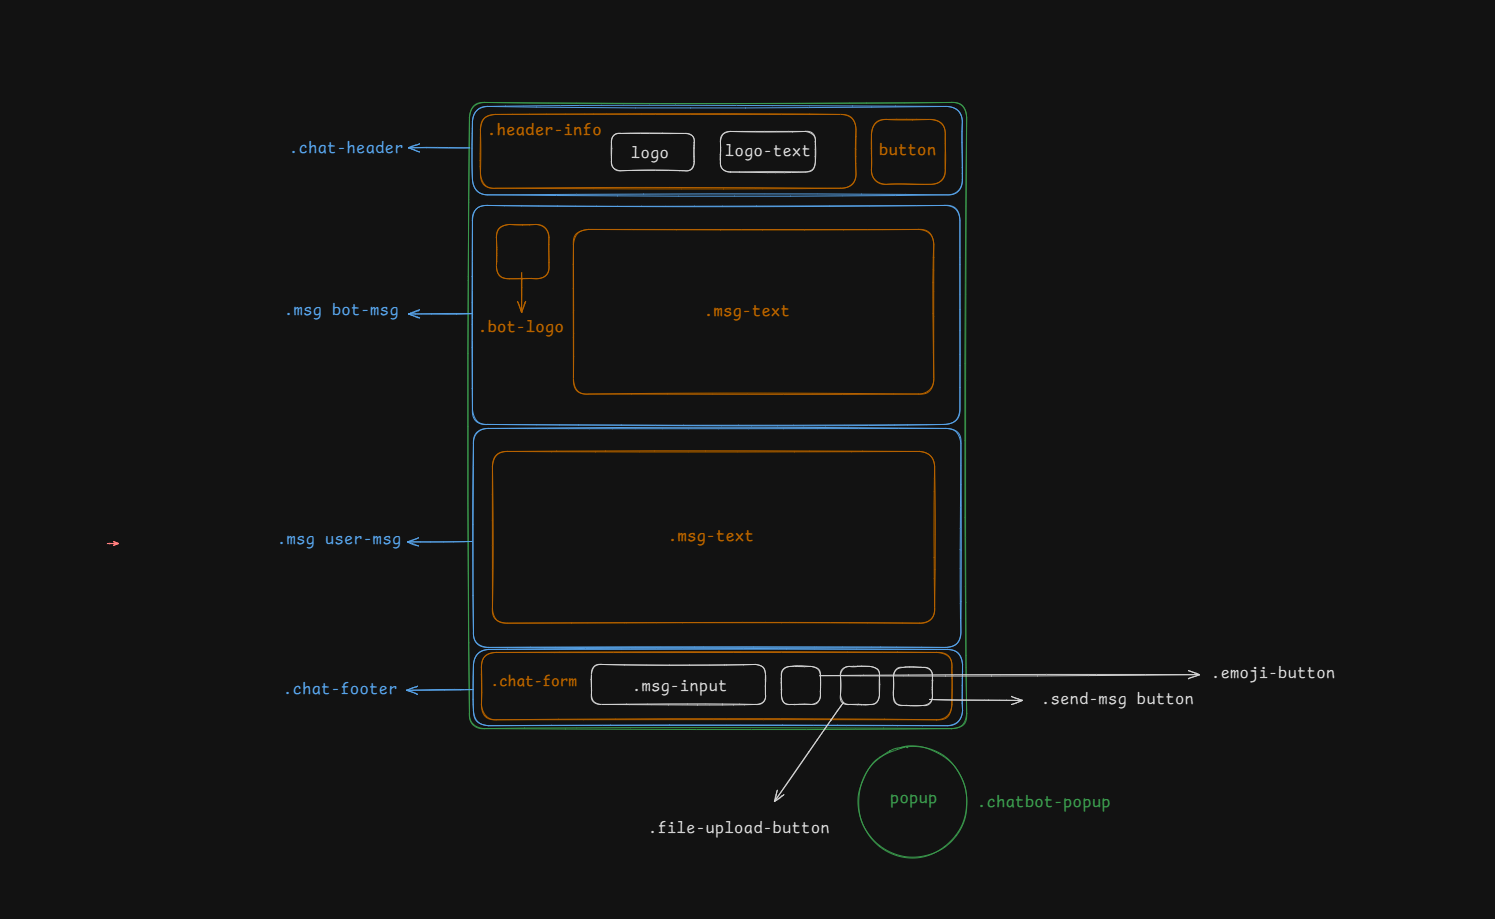 .header-info
logo
logo-text
button
.chat-header
.msg bot-msg
.bot-logo
.msg-text
.msg user-msg
.msg-text
.chat-footer
.chat-form
.msg-input
.emoji-button
.send-msg button
popup
.chatbot-popup
.file-upload-button